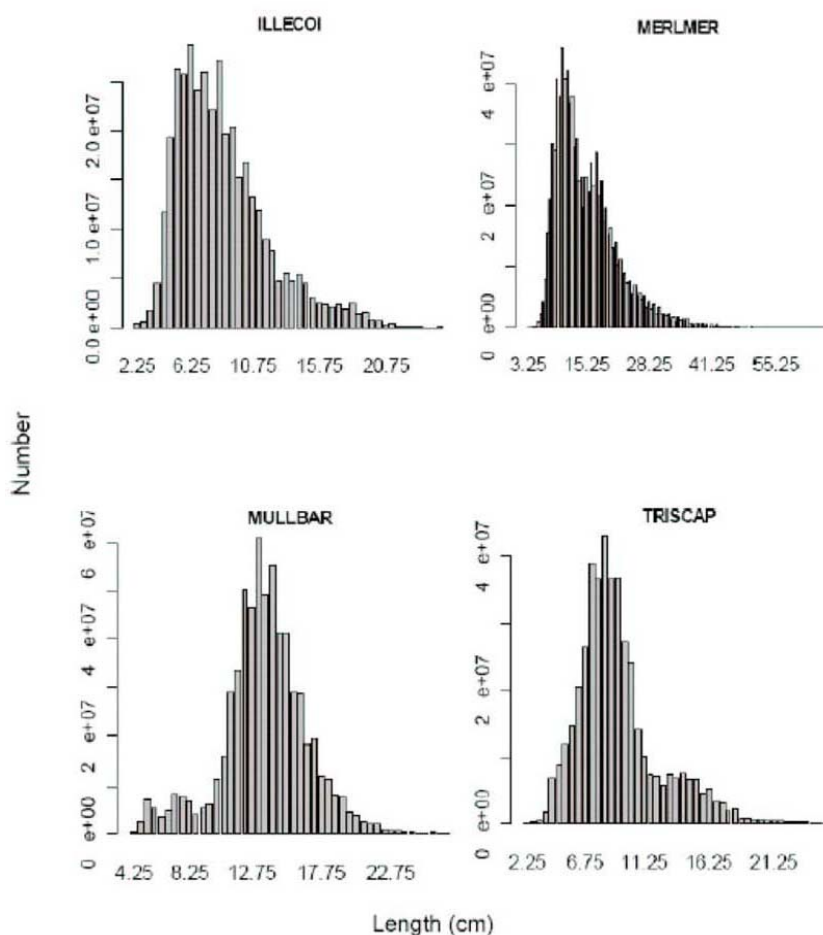 ILLECOI
0.0 e+00 1.0 e+07 2.0 e+07
2.25 6.25 10.75 15.75 20.75
MERLMER
0 2 e+07 4 e+07
3.25 15.25 28.25 41.25 55.25
Number
MULLBAR
0 e+00 2 e+07 4 e+07 6 e+07
4.25 8.25 12.75 17.75 22.75
TRISCAP
0 e+00 2 e+07 4 e+07
2.25 6.75 11.25 16.25 21.25
Length (cm)